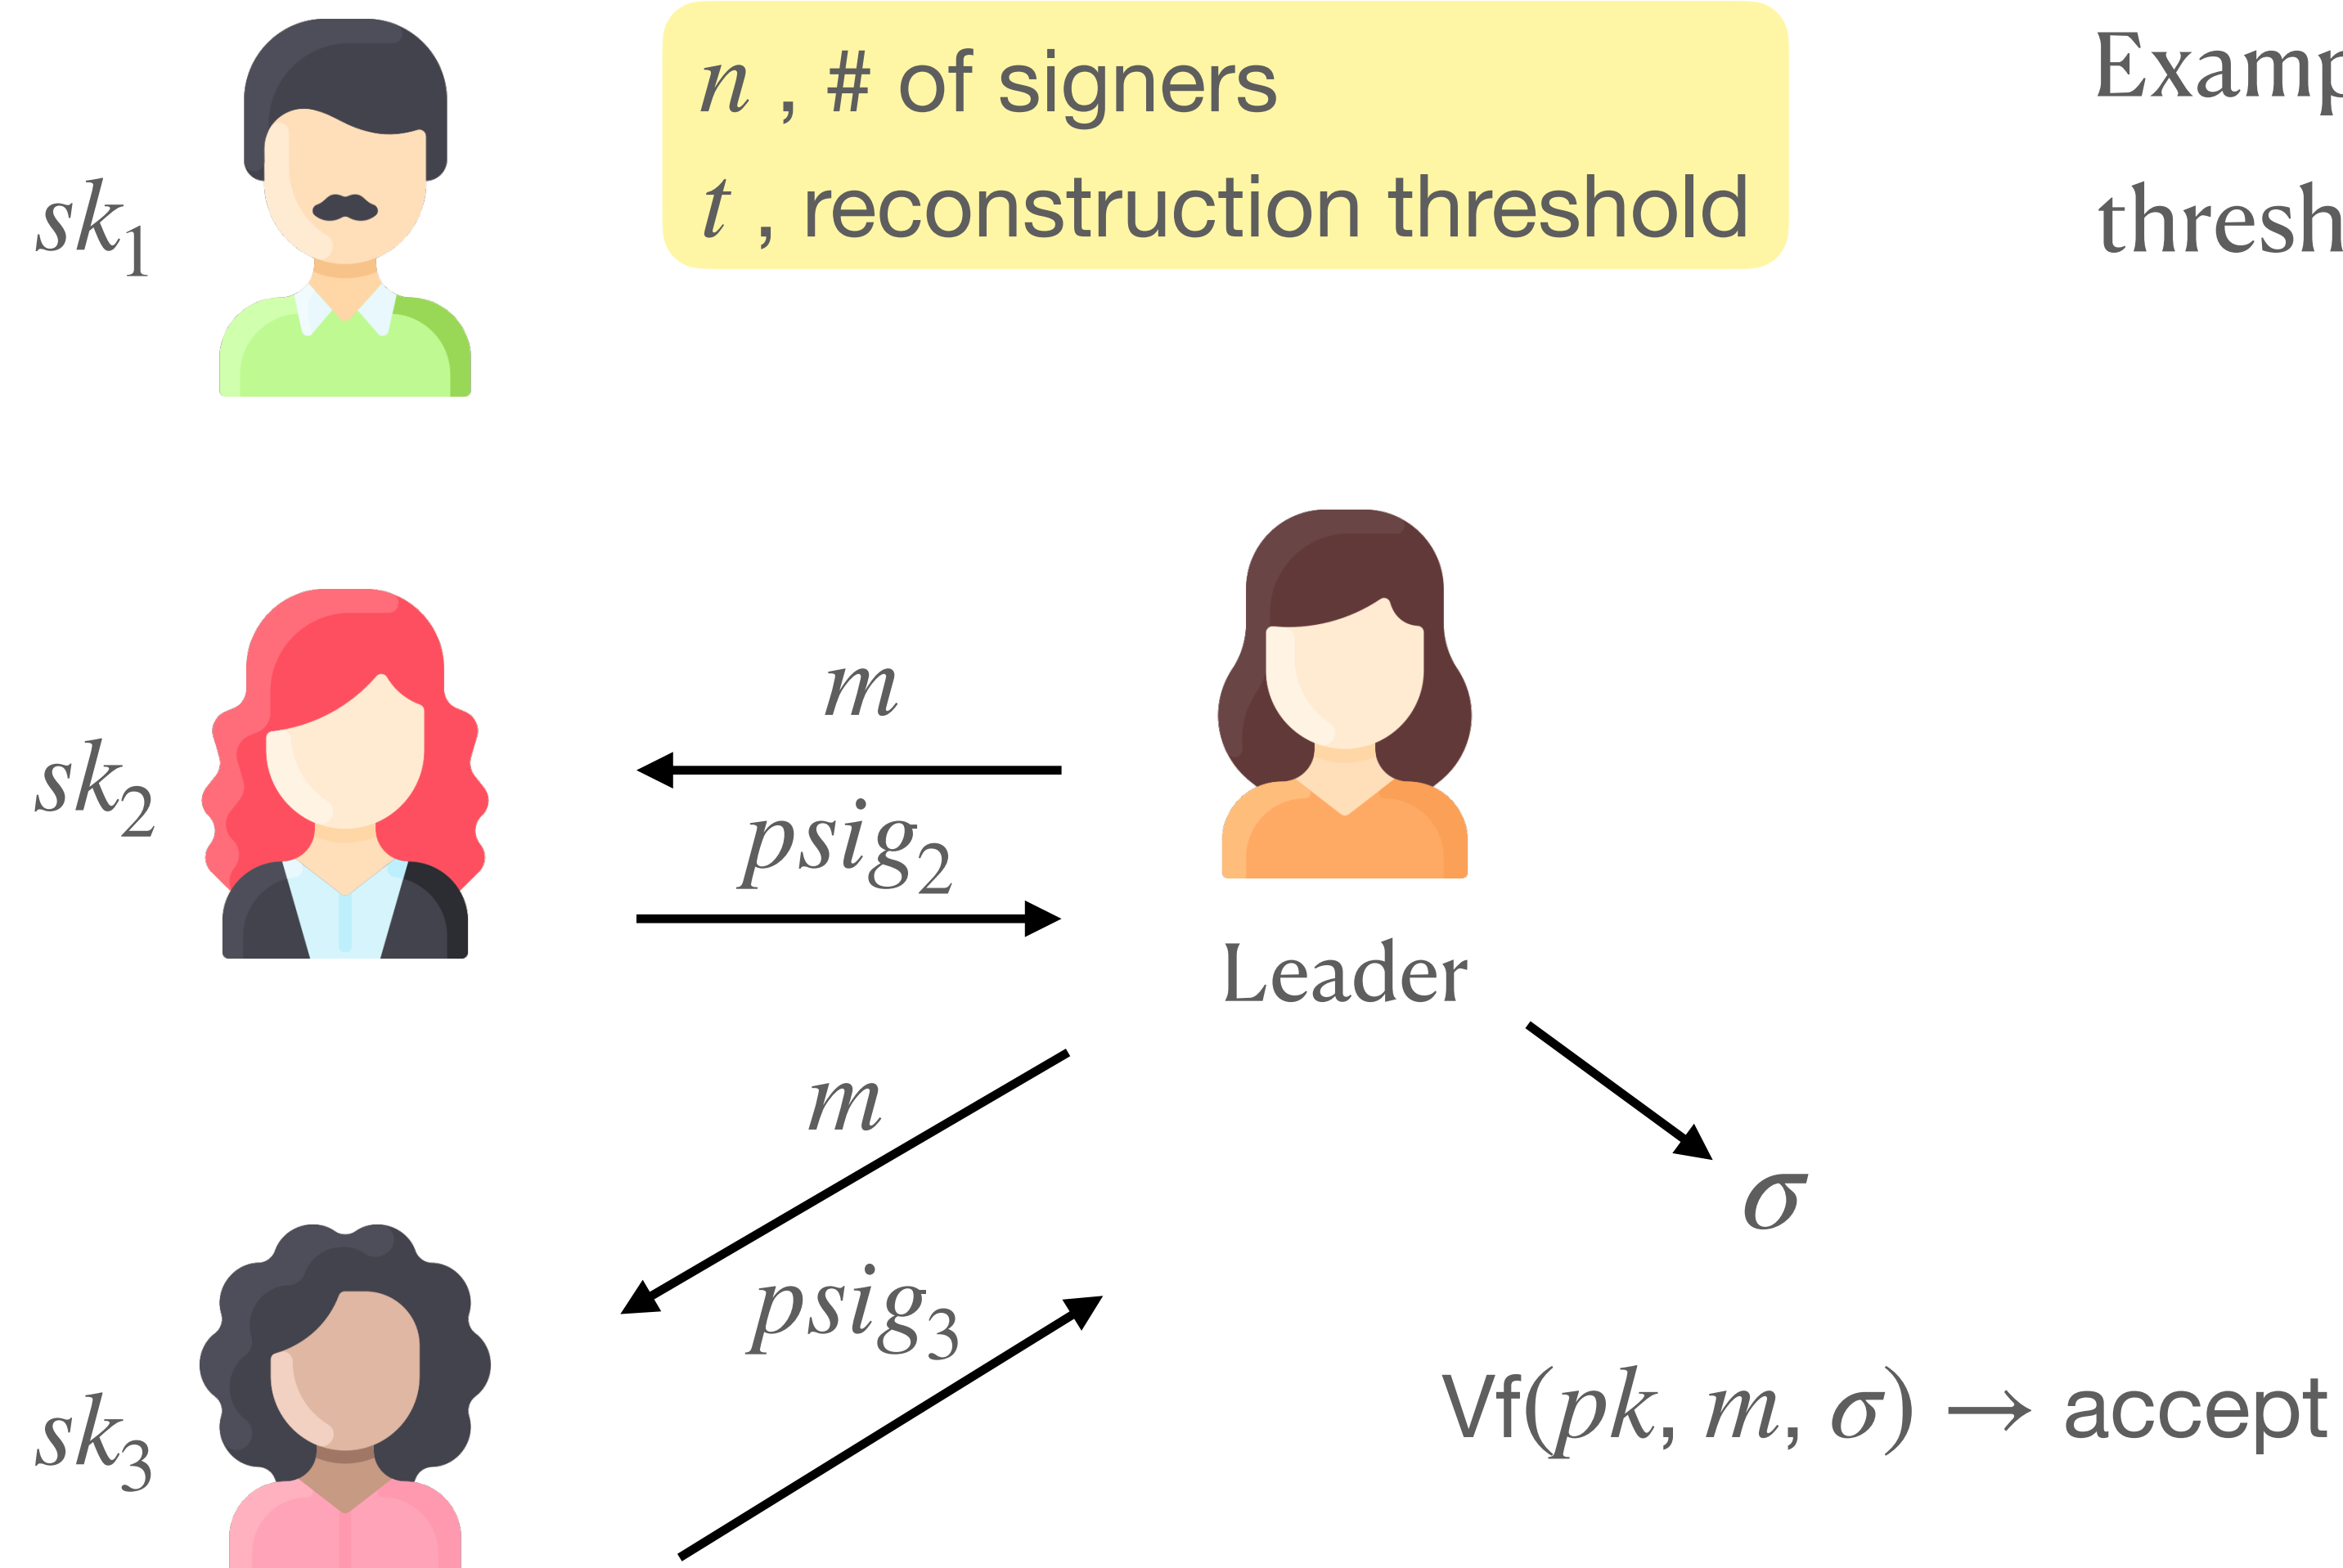 n , # of signers
t , reconstruction threshold
sk₁
m
sk₂
psig₂
Leader
m
σ
psig₃
sk₃
Vf(pk, m, σ) → accept